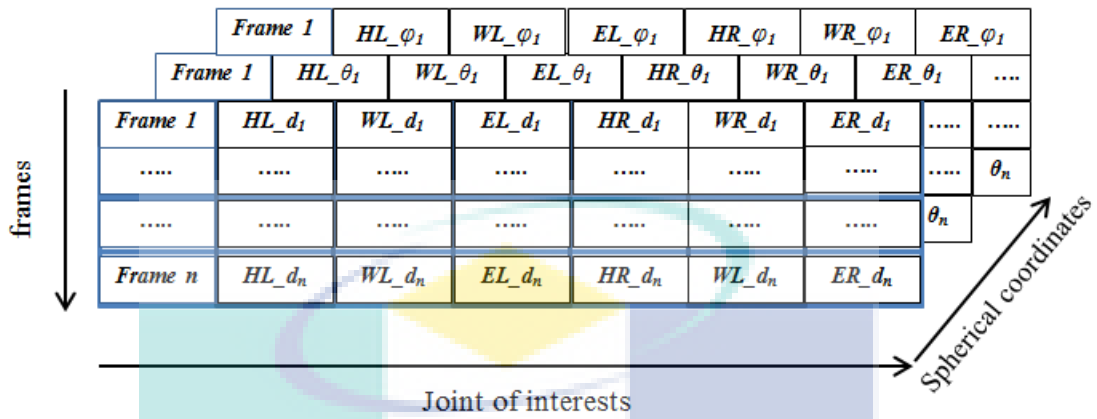 Frame 1 HL_φ₁ WL_φ₁ EL_φ₁ HR_φ₁ WR_φ₁ ER_φ₁
Frame 1 HL_θ₁ WL_θ₁ EL_θ₁ HR_θ₁ WR_θ₁ ER_θ₁ ....
Frame 1 HL_d₁ WL_d₁ EL_d₁ HR_d₁ WR_d₁ ER_d₁ ..... .....
..... ..... ..... ..... ..... ..... ..... ..... θₙ
..... ..... ..... ..... ..... ..... ..... θₙ
Frame n HL_dₙ WL_dₙ EL_dₙ HR_dₙ WL_dₙ ER_dₙ
frames
Spherical coordinates
Joint of interests